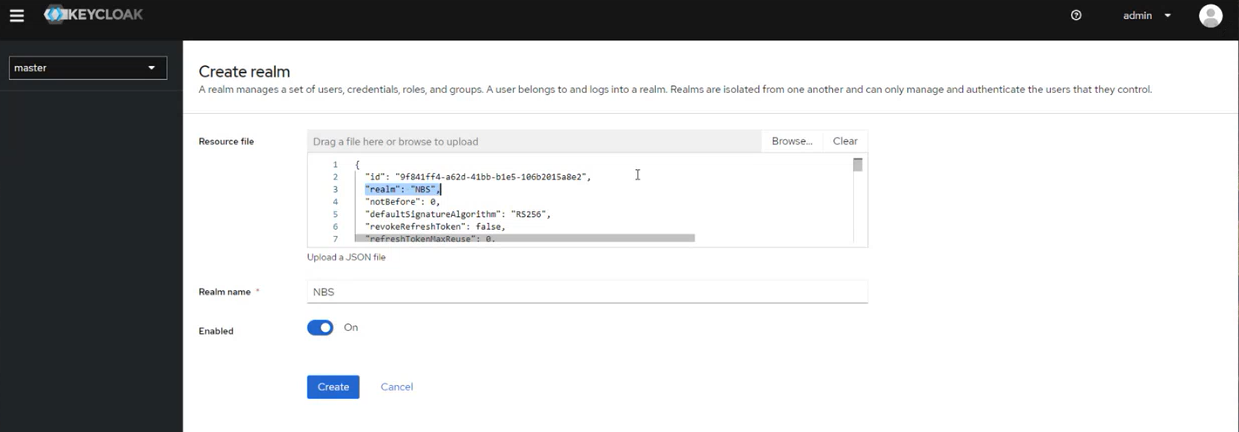 KEYCLOAK
admin
master
Create realm
A realm manages a set of users, credentials, roles, and groups. A user belongs to and logs into a realm. Realms are isolated from one another and can only manage and authenticate the users that they control.
Resource file
Drag a file here or browse to upload
Browse...
Clear
1 {
2 "id": "9f841ff4-a62d-41bb-b1e5-106b2015a8e2",
3 "realm": "NBS",
4 "notBefore": 0,
5 "defaultSignatureAlgorithm": "RS256",
6 "revokeRefreshToken": false,
7 "refreshTokenMaxReuse": 0,
Upload a JSON file
Realm name *
NBS
Enabled
On
Create
Cancel